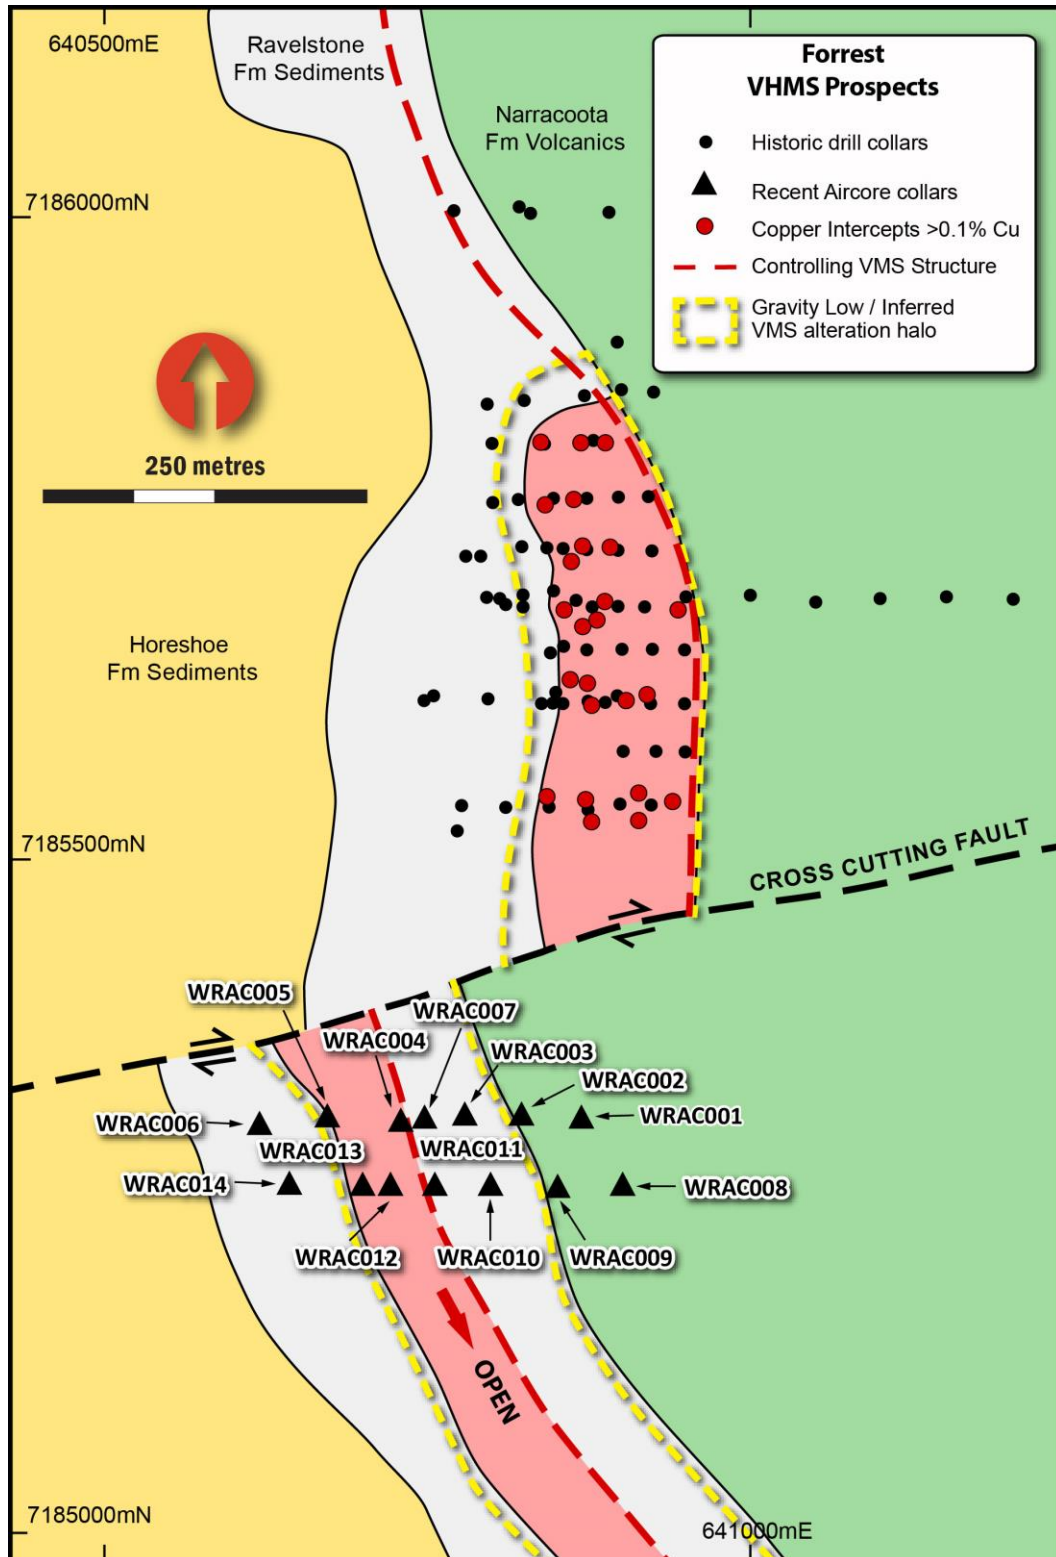 640500mE
Ravelstone
Fm Sediments
Forrest
VHMS Prospects
Historic drill collars
Recent Aircore collars
Copper Intercepts >0.1% Cu
Controlling VMS Structure
Gravity Low / Inferred
VMS alteration halo
Narracoota
Fm Volcanics
7186000mN
250 metres
Horeshoe
Fm Sediments
7185500mN
CROSS CUTTING FAULT
WRAC005
WRAC007
WRAC004
WRAC003
WRAC002
WRAC006
WRAC001
WRAC013
WRAC011
WRAC014
WRAC008
WRAC012
WRAC010
WRAC009
OPEN
7185000mN
641000mE